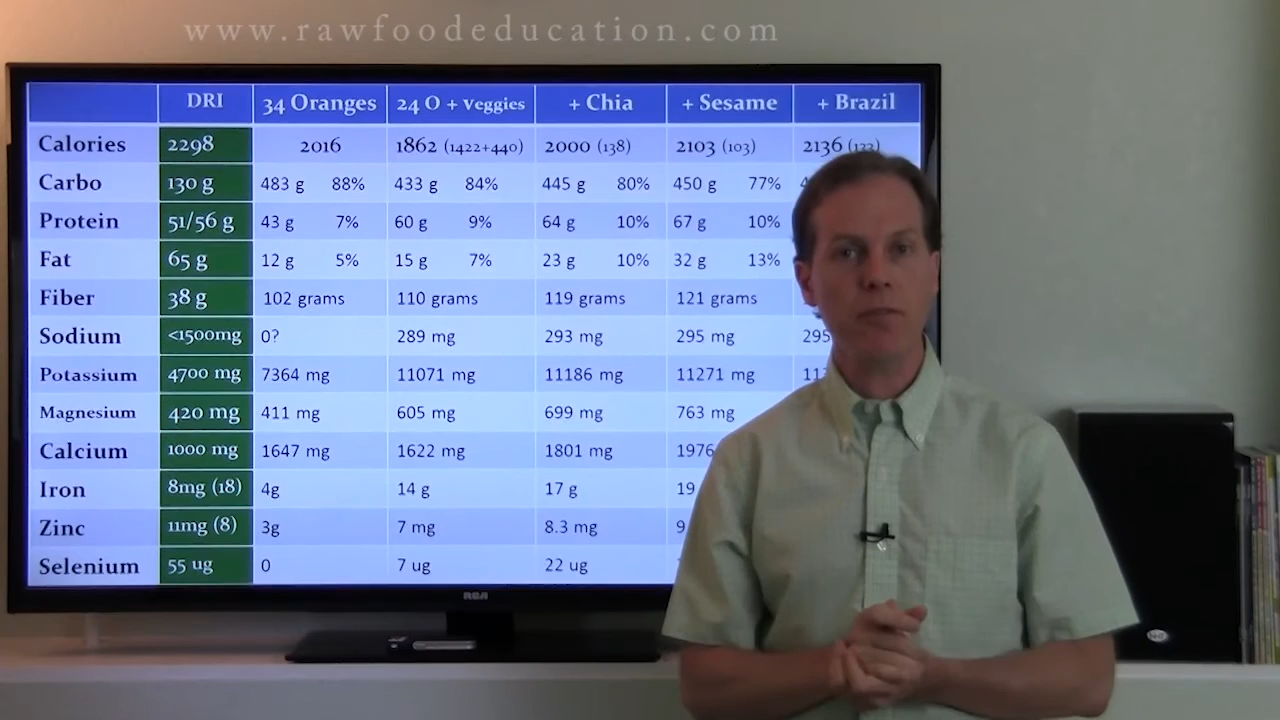 www.rawfoodeducation.com
DRI 34 Oranges 24 O + Veggies + Chia + Sesame + Brazil
Calories 2298 2016 1862 (1422+440) 2000 (138) 2103 (103) 2136 (133)
Carbo 130 g 483 g 88% 433 g 84% 445 g 80% 450 g 77%
Protein 51/56 g 43 g 7% 60 g 9% 64 g 10% 67 g 10%
Fat 65 g 12 g 5% 15 g 7% 23 g 10% 32 g 13%
Fiber 38 g 102 grams 110 grams 119 grams 121 grams
Sodium <1500mg 0? 289 mg 293 mg 295 mg 295
Potassium 4700 mg 7364 mg 11071 mg 11186 mg 11271 mg
Magnesium 420 mg 411 mg 605 mg 699 mg 763 mg
Calcium 1000 mg 1647 mg 1622 mg 1801 mg 1976
Iron 8mg (18) 4g 14 g 17 g 19
Zinc 11mg (8) 3g 7 mg 8.3 mg 9
Selenium 55 ug 0 7 ug 22 ug
RCA